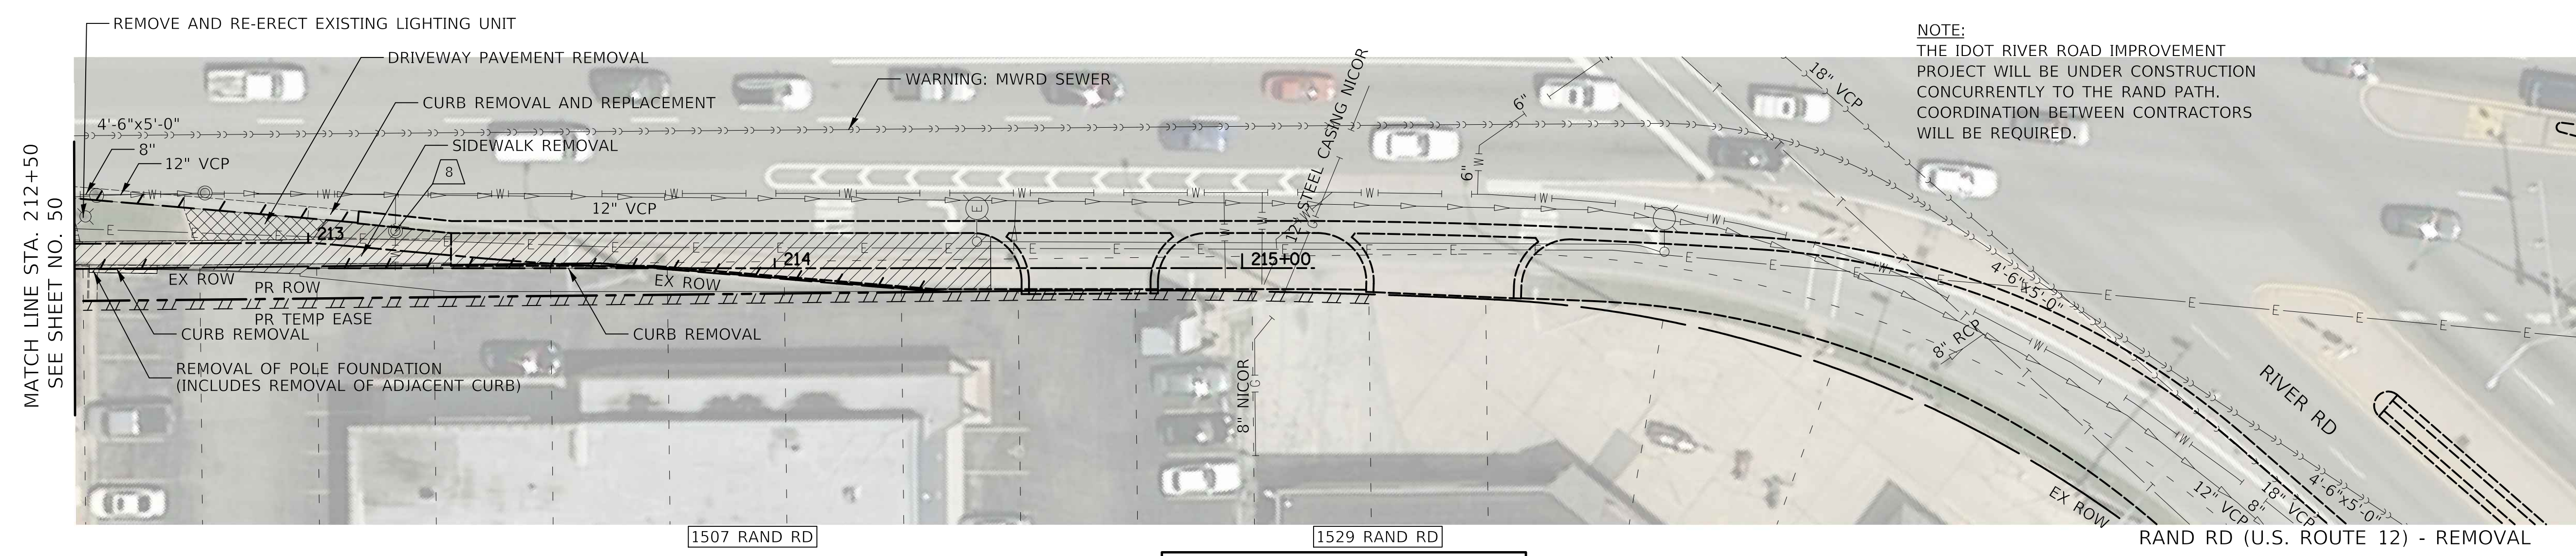 REMOVE AND RE-ERECT EXISTING LIGHTING UNIT
DRIVEWAY PAVEMENT REMOVAL
CURB REMOVAL AND REPLACEMENT
SIDEWALK REMOVAL
8
WARNING: MWRD SEWER
4'-6"x5'-0"
8"
12" VCP
12" VCP
MATCH LINE STA. 212+50
SEE SHEET NO. 50
213
214
215+00
EX ROW
PR ROW
EX ROW
PR TEMP EASE
CURB REMOVAL
CURB REMOVAL
REMOVAL OF POLE FOUNDATION
(INCLUDES REMOVAL OF ADJACENT CURB)
12" STEEL CASING NICOR
8" NICOR
6"
6"
18" VCP
NOTE:
THE IDOT RIVER ROAD IMPROVEMENT
PROJECT WILL BE UNDER CONSTRUCTION
CONCURRENTLY TO THE RAND PATH.
COORDINATION BETWEEN CONTRACTORS
WILL BE REQUIRED.
4'-6"x5'-0"
8" RCP
RIVER RD
EX ROW
12" VCP
8"
18" VCP
4'-6"x5'-0"
1507 RAND RD
1529 RAND RD
RAND RD (U.S. ROUTE 12) - REMOVAL